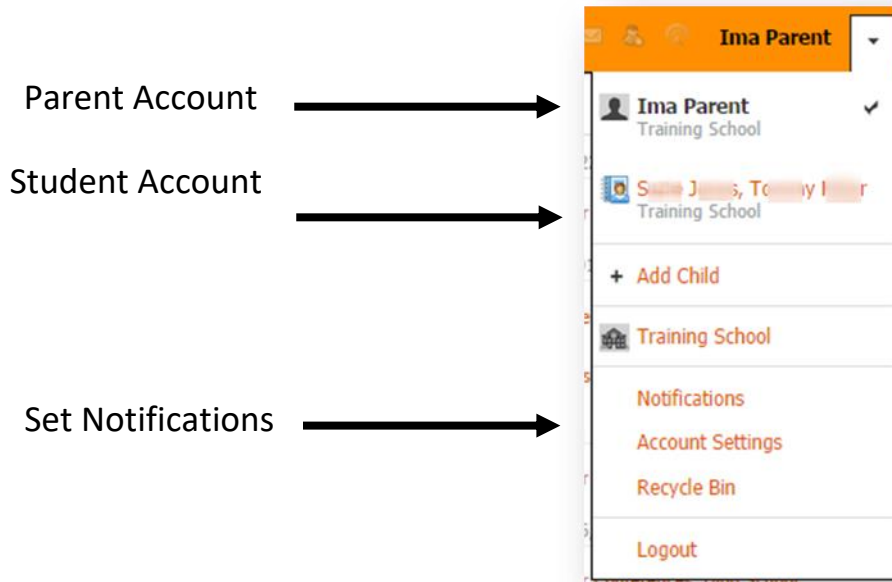 Ima Parent
Parent Account
Ima Parent
Training School
Student Account
Training School
+ Add Child
Training School
Set Notifications
Notifications
Account Settings
Recycle Bin
Logout